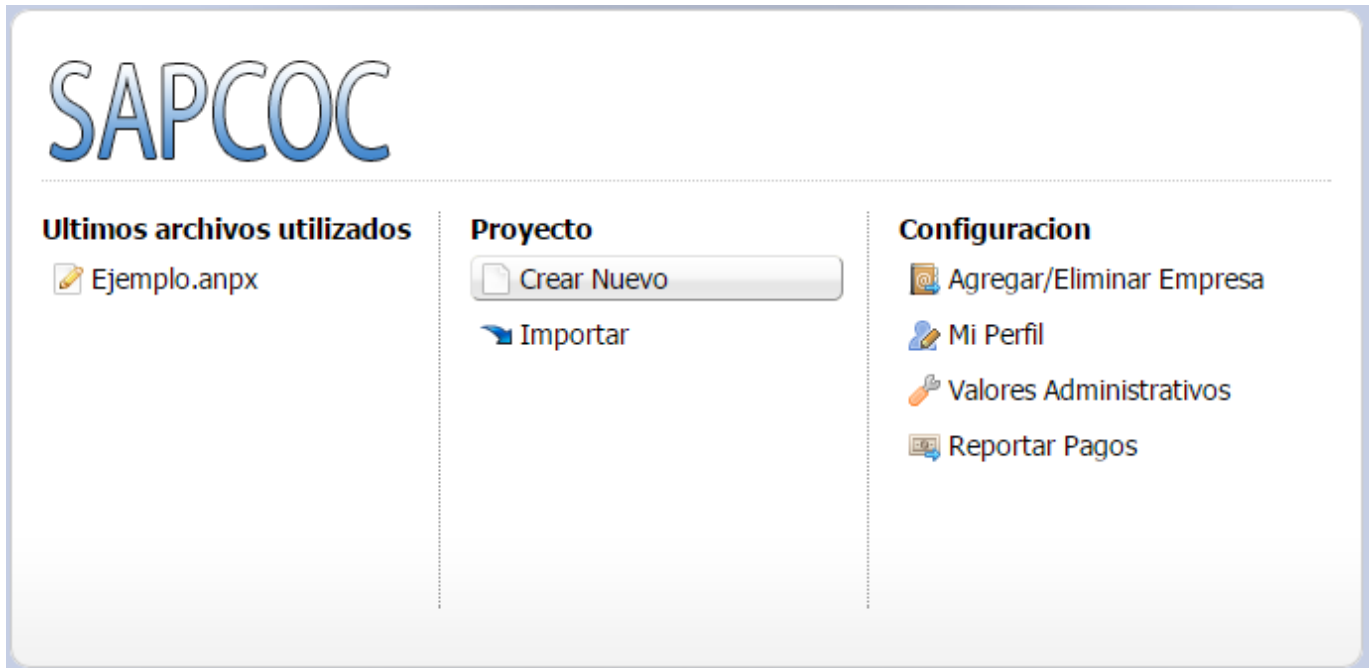 SAPCOC
Ultimos archivos utilizados
Ejemplo.anpx
Proyecto
Crear Nuevo
Importar
Configuracion
Agregar/Eliminar Empresa
Mi Perfil
Valores Administrativos
Reportar Pagos